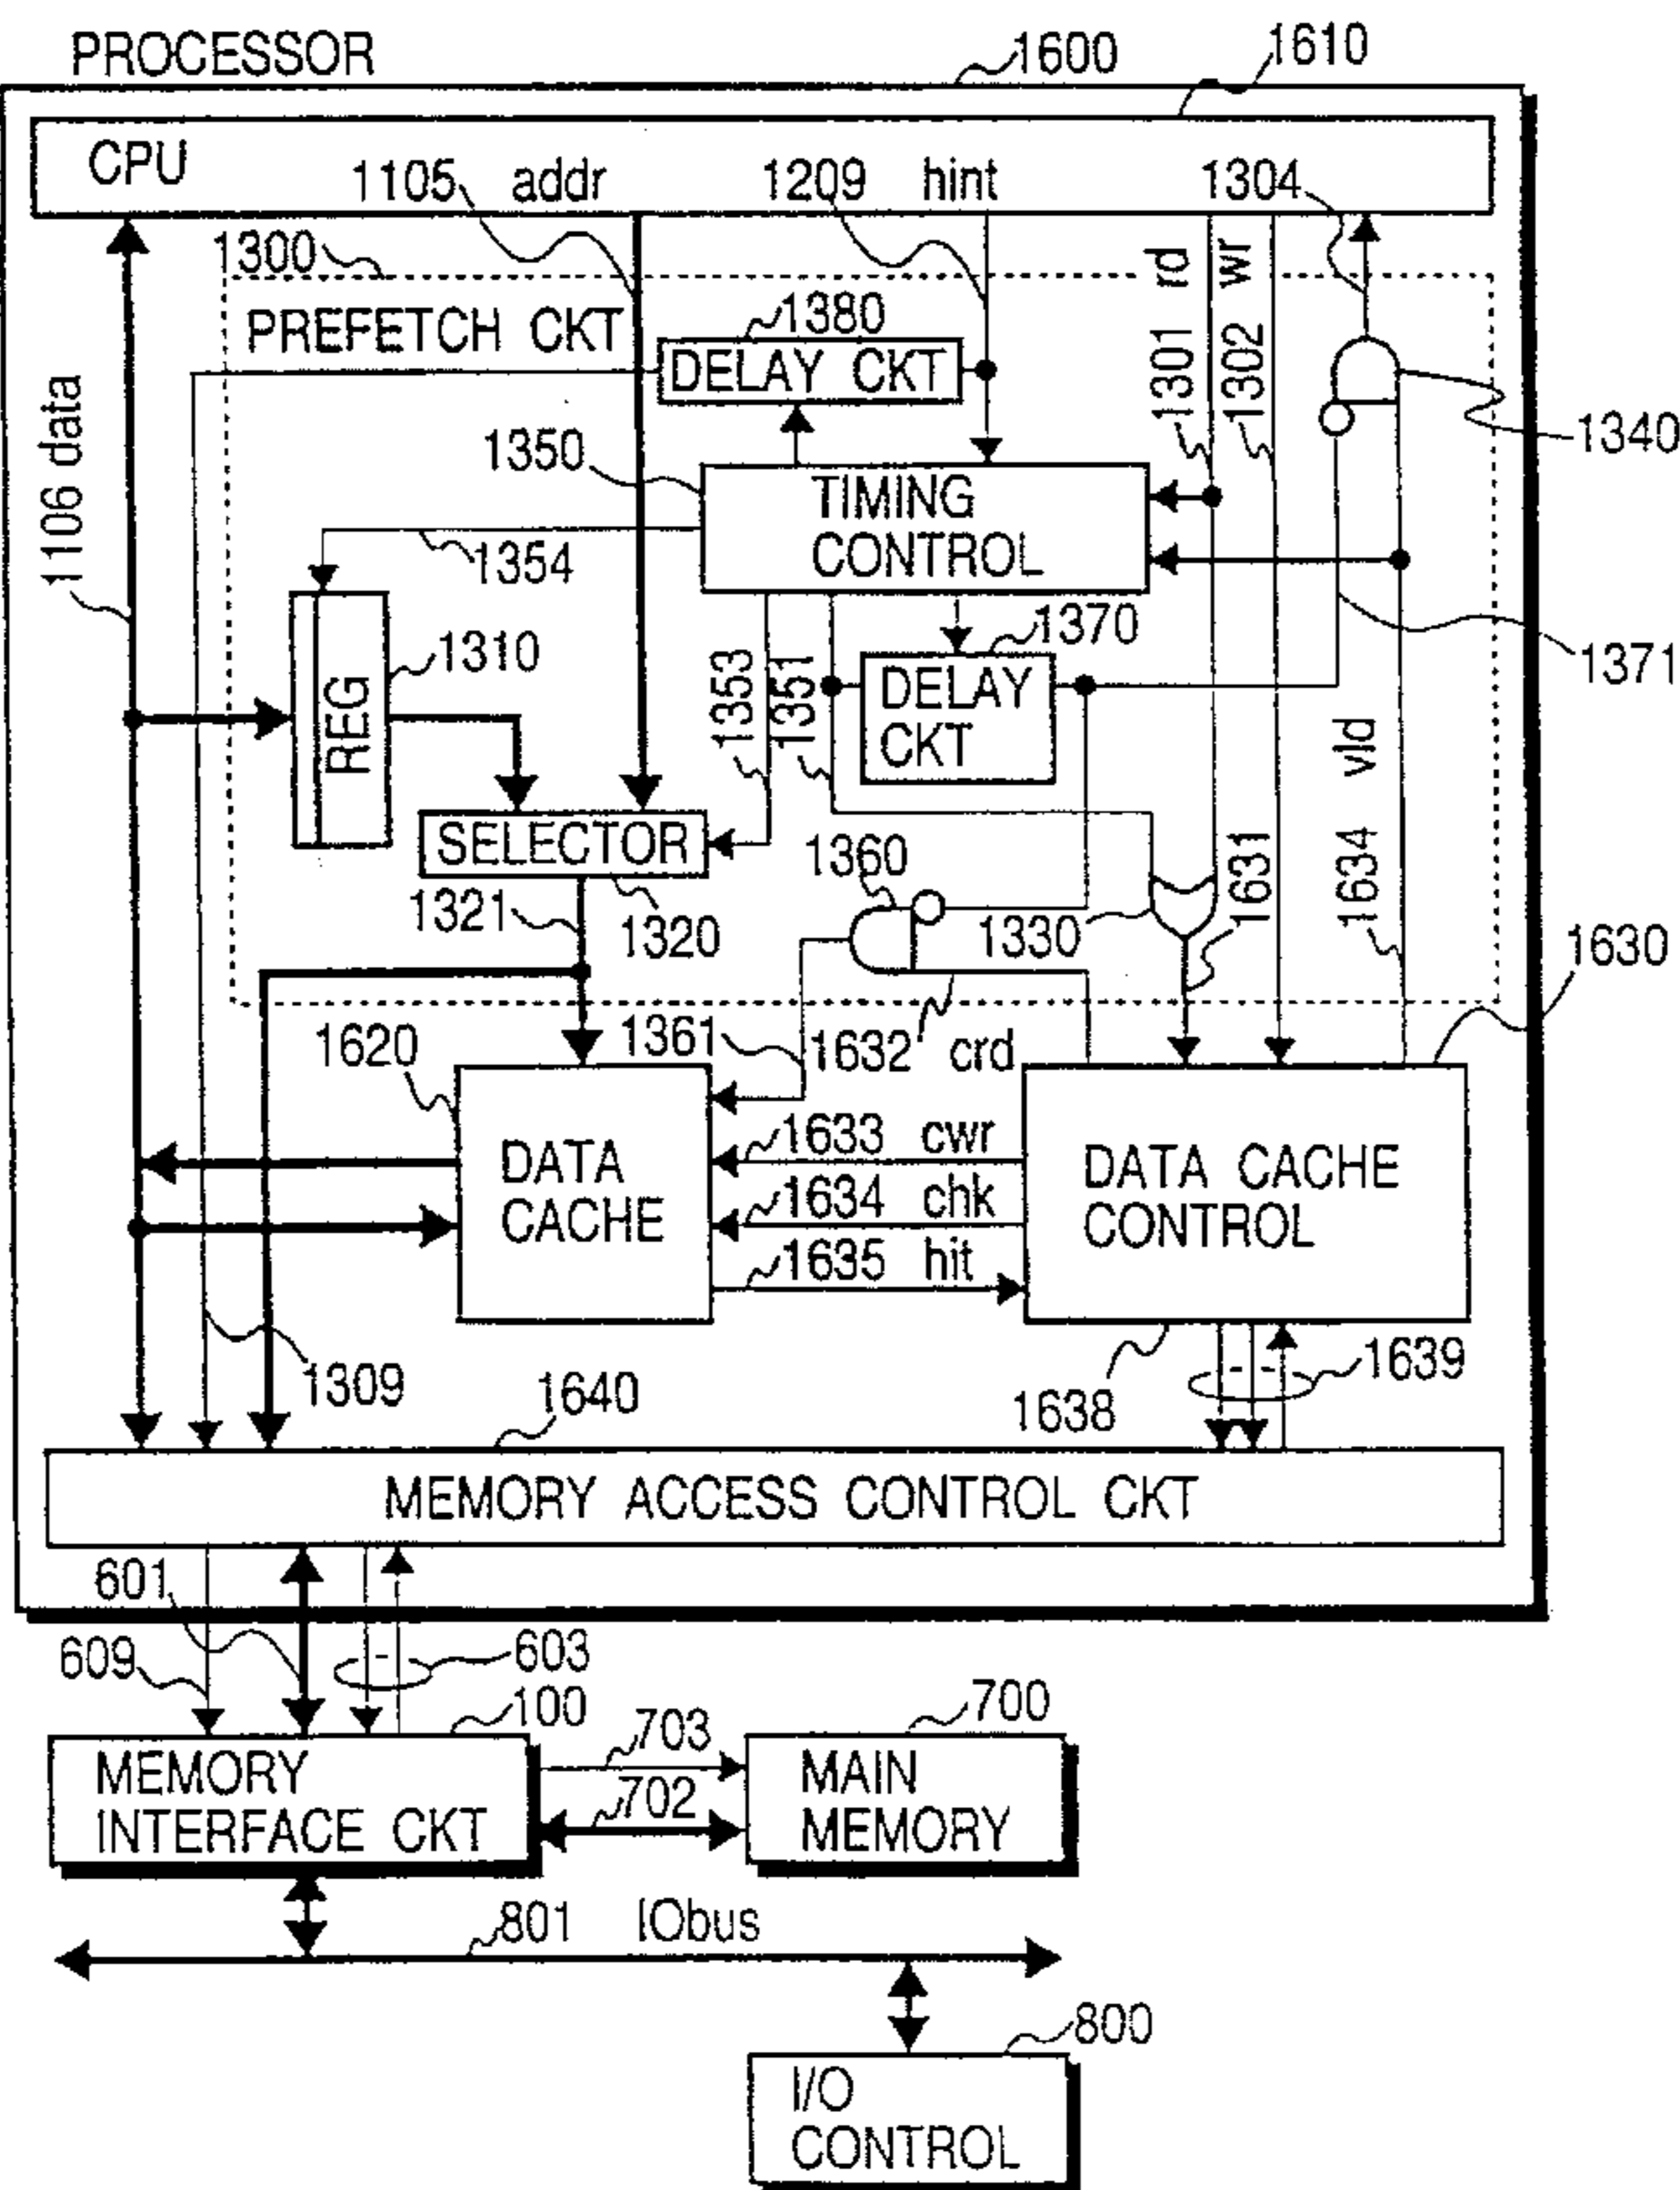 PROCESSOR
1600
1610
CPU
1105
addr
1209
hint
1304
1300
PREFETCH CKT
1380
DELAY CKT
rd
wr
1301
1302
1340
1106 data
1350
TIMING
CONTROL
1354
1310
REG
1353
1351
1370
DELAY
CKT
1371
vld
SELECTOR
1321
1320
1360
1330
1631
1634
1630
1620
1361
1632
crd
DATA
CACHE
1633 cwr
1634 chk
1635 hit
DATA CACHE
CONTROL
1309
1640
1638
1639
MEMORY ACCESS CONTROL CKT
601
609
603
100
703
702
700
MEMORY
INTERFACE CKT
MAIN
MEMORY
801 IObus
800
I/O
CONTROL